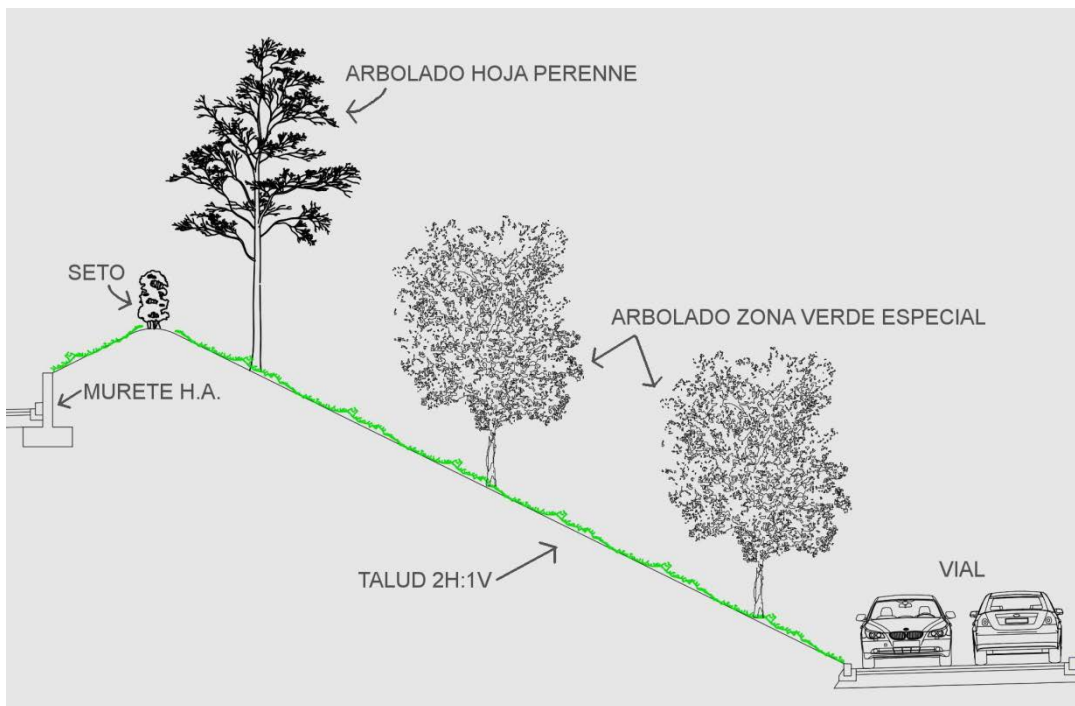 ARBOLADO HOJA PERENNE
SETO
ARBOLADO ZONA VERDE ESPECIAL
MURETE H.A.
TALUD 2H:1V
VIAL